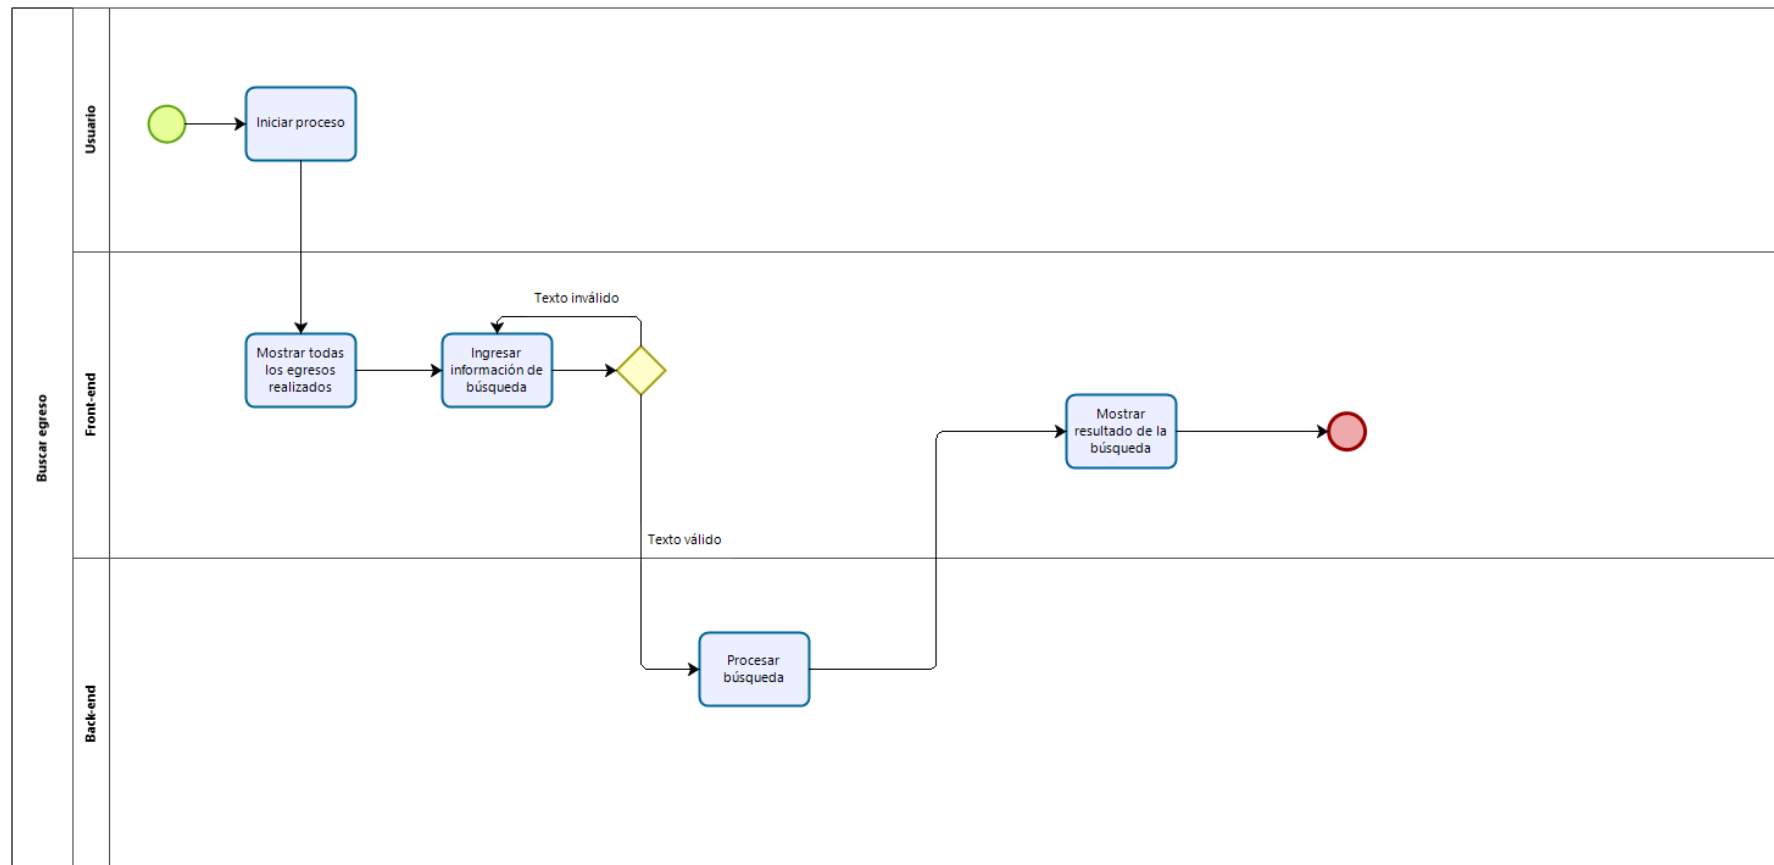 Buscar egreso
Usuario
Iniciar proceso
Front-end
Mostrar todas
los egresos
realizados
Ingresar
información de
búsqueda
Texto inválido
Texto válido
Mostrar
resultado de la
búsqueda
Back-end
Procesar
búsqueda